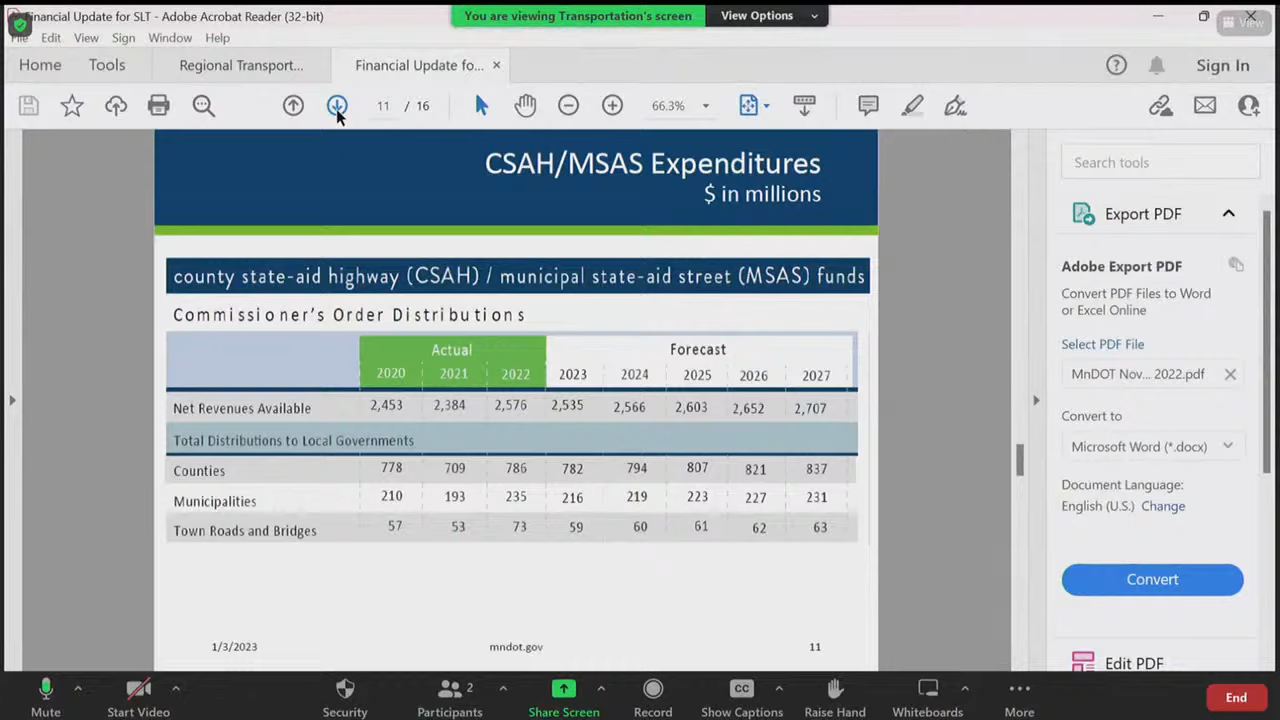 Financial Update for SLT - Adobe Acrobat Reader (32-bit)
You are viewing Transportation's screen
View Options
View
File Edit View Sign Window Help
Home Tools Regional Transport... Financial Update fo... ×
Sign In
11 / 16
66.3%
CSAH/MSAS Expenditures
$ in millions
county state-aid highway (CSAH) / municipal state-aid street (MSAS) funds
Commissioner's Order Distributions
Actual Forecast
2020 2021 2022 2023 2024 2025 2026 2027
Net Revenues Available 2,453 2,384 2,576 2,535 2,566 2,603 2,652 2,707
Total Distributions to Local Governments
Counties 778 709 786 782 794 807 821 837
Municipalities 210 193 235 216 219 223 227 231
Town Roads and Bridges 57 53 73 59 60 61 62 63
1/3/2023 mndot.gov 11
Search tools
Export PDF
Adobe Export PDF
Convert PDF Files to Word
or Excel Online
Select PDF File
MnDOT Nov... 2022.pdf
Convert to
Microsoft Word (*.docx)
Document Language:
English (U.S.) Change
Convert
Edit PDF
2
CC
Mute Start Video Security Participants Share Screen Record Show Captions Raise Hand Whiteboards More End